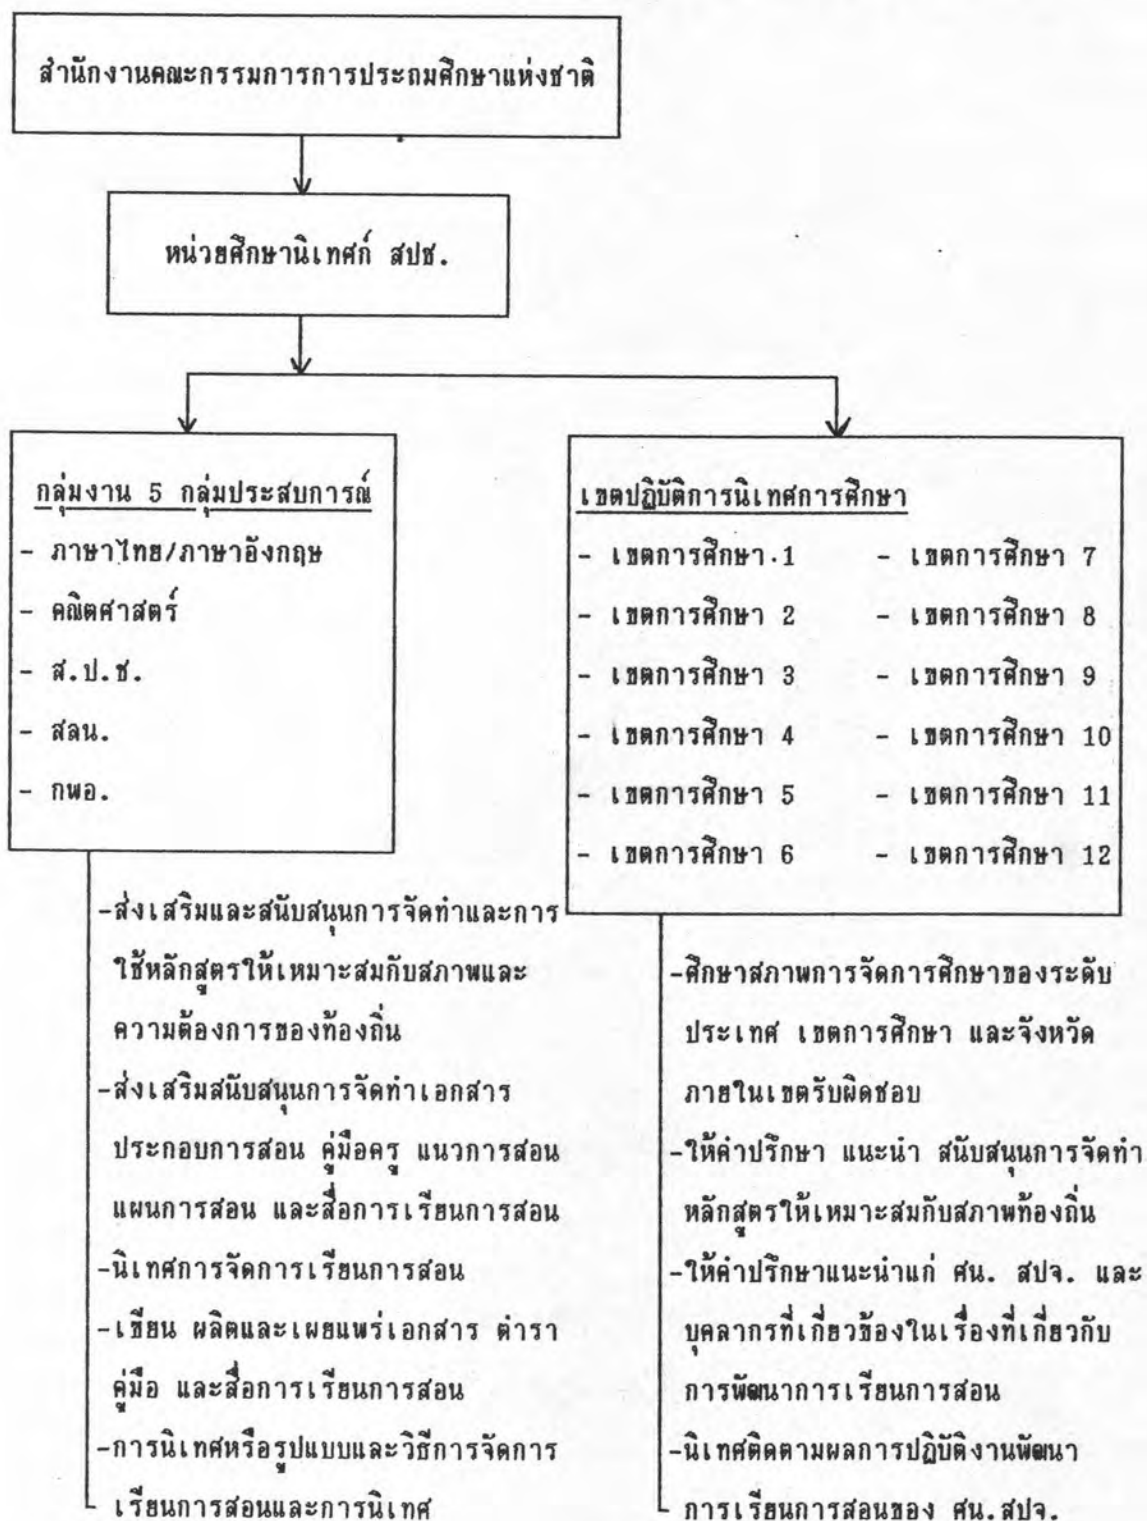 สำนักงานคณะกรรมการการประถมศึกษาแห่งชาติ
หน่วยศึกษานิเทศก์ สปช.
กลุ่มงาน 5 กลุ่มประสบการณ์
- ภาษาไทย/ภาษาอังกฤษ
- คณิตศาสตร์
- ส.ป.ช.
- สลน.
- กพอ.
-ส่งเสริมและสนับสนุนการจัดทำและการ
ใช้หลักสูตรให้เหมาะสมกับสภาพและ
ความต้องการของท้องถิ่น
-ส่งเสริมสนับสนุนการจัดทำเอกสาร
ประกอบการสอน คู่มือครู แนวการสอน
แผนการสอน และสื่อการเรียนการสอน
-นิเทศการจัดการเรียนการสอน
-เขียน ผลิตและเผยแพร่เอกสาร ตำรา
คู่มือ และสื่อการเรียนการสอน
-การนิเทศหรือรูปแบบและวิธีการจัดการ
เรียนการสอนและการนิเทศ
เขตปฏิบัติการนิเทศการศึกษา
- เขตการศึกษา 1 - เขตการศึกษา 7
- เขตการศึกษา 2 - เขตการศึกษา 8
- เขตการศึกษา 3 - เขตการศึกษา 9
- เขตการศึกษา 4 - เขตการศึกษา 10
- เขตการศึกษา 5 - เขตการศึกษา 11
- เขตการศึกษา 6 - เขตการศึกษา 12
-ศึกษาสภาพการจัดการศึกษาของระดับ
ประเทศ เขตการศึกษา และจังหวัด
ภายในเขตรับผิดชอบ
-ให้คำปรึกษา แนะนำ สนับสนุนการจัดทำ
หลักสูตรให้เหมาะสมกับสภาพท้องถิ่น
-ให้คำปรึกษาแนะนำแก่ ศน. สปจ. และ
บุคลากรที่เกี่ยวข้องในเรื่องที่เกี่ยวกับ
การพัฒนาการเรียนการสอน
-นิเทศติดตามผลการปฏิบัติงานพัฒนา
การเรียนการสอนของ ศน.สปจ.